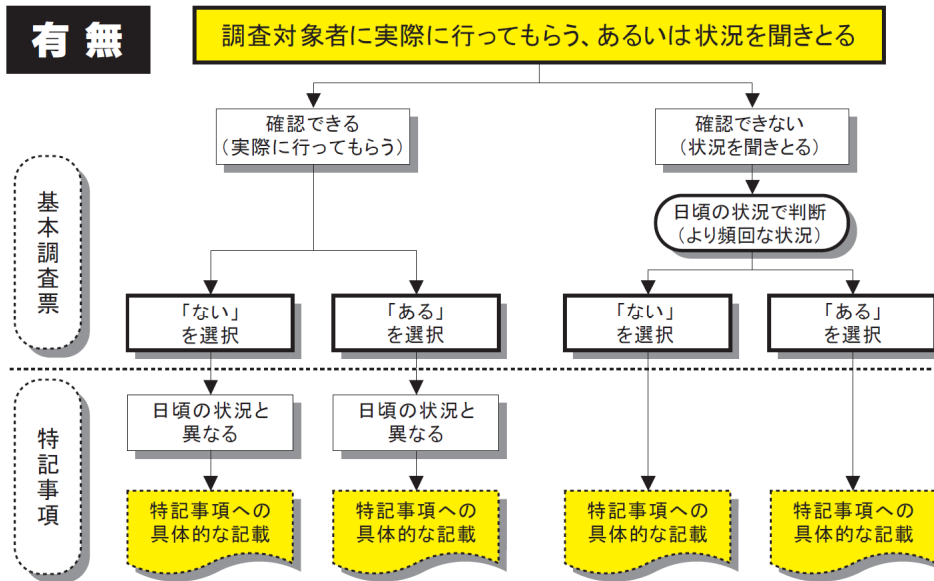 有無
調査対象者に実際に行ってもらう、あるいは状況を聞きとる
確認できる
（実際に行ってもらう）
確認できない
（状況を聞きとる）
基本調査票
日頃の状況で判断
（より頻回な状況）
「ない」
を選択
「ある」
を選択
「ない」
を選択
「ある」
を選択
特記事項
日頃の状況と
異なる
日頃の状況と
異なる
特記事項への
具体的な記載
特記事項への
具体的な記載
特記事項への
具体的な記載
特記事項への
具体的な記載